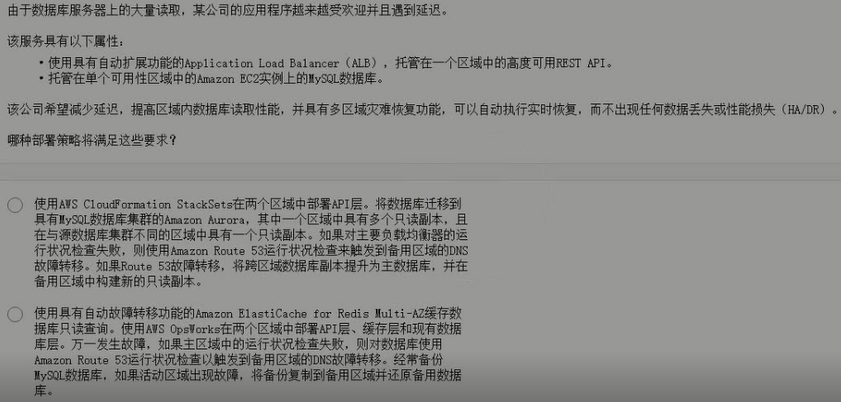 由于数据库服务器上的大量读取，某公司的应用程序越来越受欢迎并且遇到延迟。
该服务具有以下属性：
• 使用具有自动扩展功能的Application Load Balancer（ALB），托管在一个区域中的高度可用REST API。
• 托管在单个可用性区域中的Amazon EC2实例上的MySQL数据库。
该公司希望减少延迟，提高区域内数据库读取性能，并具有多区域灾难恢复功能，可以自动执行实时恢复，而不出现任何数据丢失或性能损失（HA/DR）。
哪种部署策略将满足这些要求？
使用AWS CloudFormation StackSets在两个区域中部署API层。将数据库迁移到
具有MySQL数据库集群的Amazon Aurora，其中一个区域中具有多个只读副本，且
在与源数据库集群不同的区域中具有一个只读副本。如果对主要负载均衡器的运
行状况检查失败，则使用Amazon Route 53运行状况检查来触发到备用区域的DNS
故障转移。如果Route 53故障转移，将跨区域数据库副本提升为主数据库，并在
备用区域中构建新的只读副本。
使用具有自动故障转移功能的Amazon ElastiCache for Redis Multi-AZ缓存数
据库只读查询。使用AWS OpsWorks在两个区域中部署API层、缓存层和现有数据
库层。万一发生故障，如果主区域中的运行状况检查失败，则对数据库使用
Amazon Route 53运行状况检查以触发到备用区域的DNS故障转移。经常备份
MySQL数据库，如果活动区域出现故障，将备份复制到备用区域并还原备用数据
库。